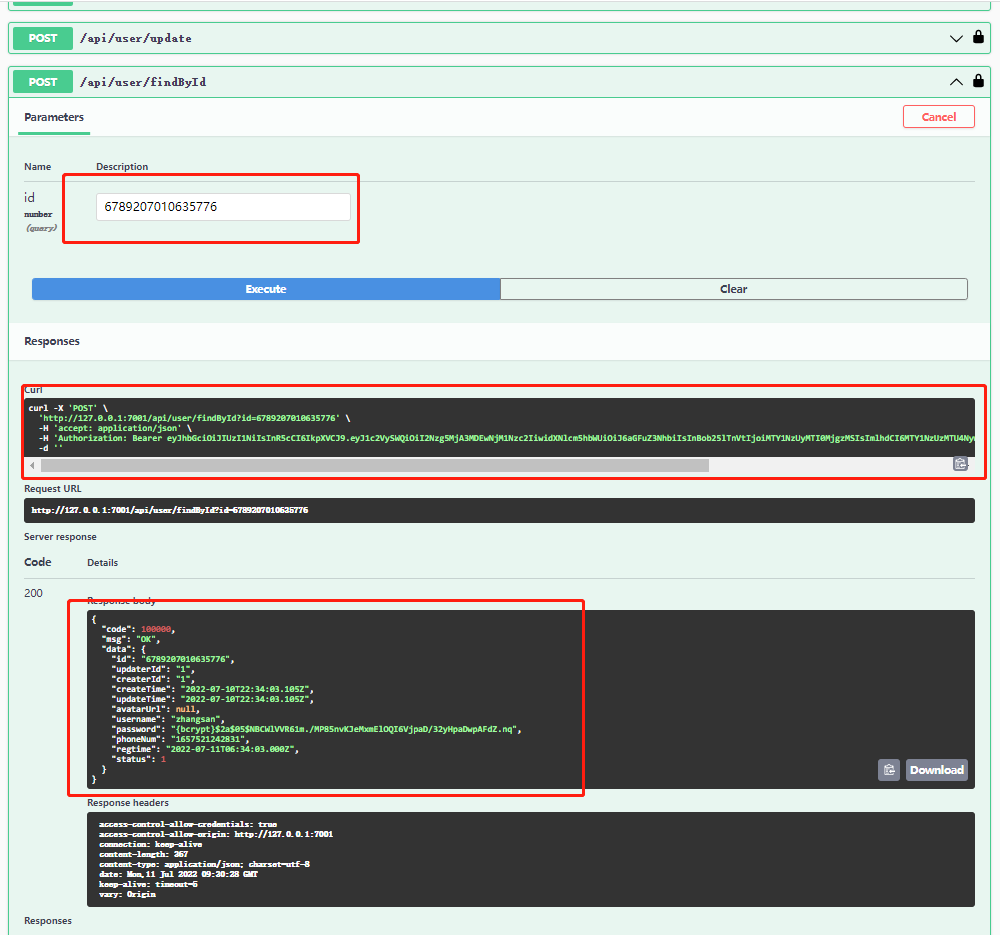 POST /api/user/update
POST /api/user/findById
Parameters
Cancel
Name Description
id
number
(query)
6789207010635776
Execute Clear
Responses
Curl
curl -X 'POST' \
'http://127.0.0.1:7001/api/user/findById?id=6789207010635776' \
-H 'accept: application/json' \
-H 'Authorization: Bearer
-d ''
Request URL
http://127.0.0.1:7001/api/user/findById?id=6789207010635776
Server response
Code Details
200
Response body
{
"code": 100000,
"msg": "OK",
"data": {
"id": "6789207010635776",
"updaterId": "1",
"createrId": "1",
"createTime": "2022-07-10T22:34:03.105Z",
"updateTime": "2022-07-10T22:34:03.105Z",
"avatarUrl": null,
"username": "zhangsan",
"password": "{bcrypt}$2a$05$NBCWlVVR61m./MP85nvKJeMxmElOQI6VjpaD/32yHpaDwpAFdZ.nq",
"phoneNum": "1657521242831",
"regtime": "2022-07-11T06:34:03.000Z",
"status": 1
}
}
Download
Response headers
access-control-allow-credentials: true
access-control-allow-origin: http://127.0.0.1:7001
connection: keep-alive
content-length: 367
content-type: application/json; charset=utf-8
date: Mon,11 Jul 2022 09:30:28 GMT
keep-alive: timeout=5
vary: Origin
Responses